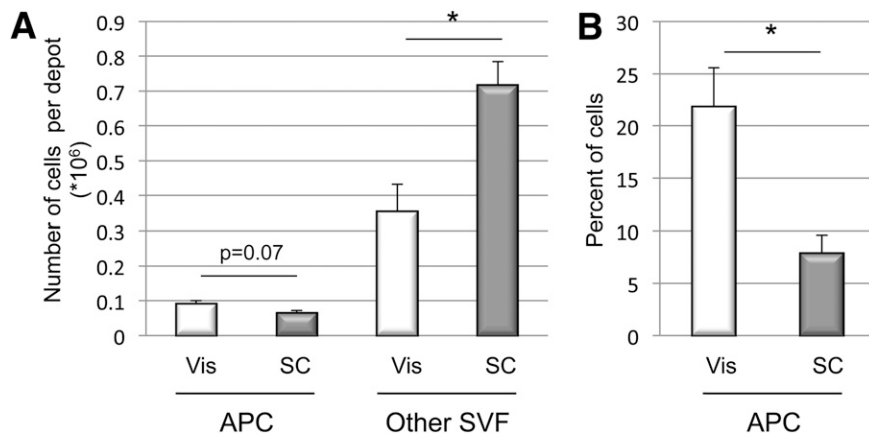 A
Number of cells per depot
(*10⁶)
0.9
0.8
0.7
0.6
0.5
0.4
0.3
0.2
0.1
0
p=0.07
*
Vis SC Vis SC
APC Other SVF
B
Percent of cells
30
25
20
15
10
5
0
*
Vis SC
APC